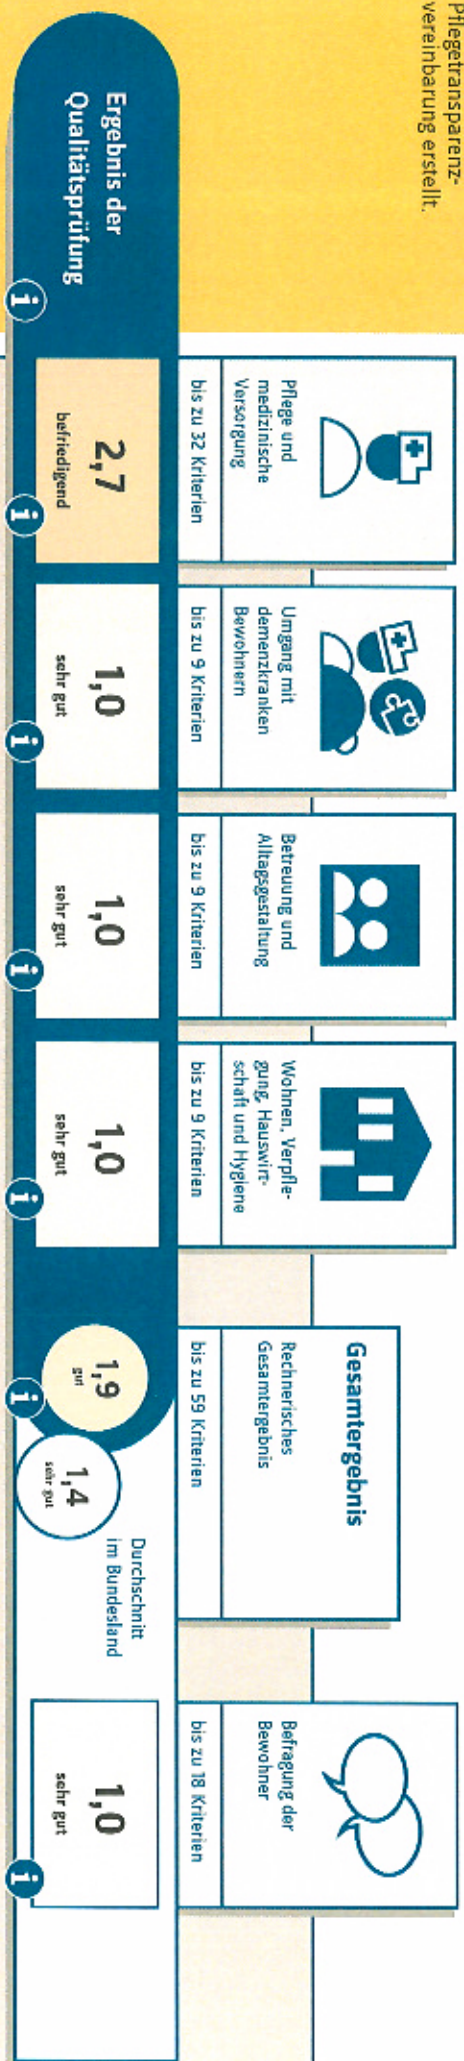 Pflegetransparenz-
vereinbarung erstellt.
Ergebnis der
Qualitätsprüfung
Pflege und
medizinische
Versorgung
bis zu 32 Kriterien
2,7
befriedigend
Umgang mit
demenzkranken
Bewohnern
bis zu 9 Kriterien
1,0
sehr gut
Betreuung und
Alltagsgestaltung
bis zu 9 Kriterien
1,0
sehr gut
Wohnen, Verpfle-
gung, Hauswirt-
schaft und Hygiene
bis zu 9 Kriterien
1,0
sehr gut
Gesamtergebnis
Rechnerisches
Gesamtergebnis
bis zu 59 Kriterien
1,9
gut
1,4
sehr gut
Durchschnitt
im Bundesland
Befragung der
Bewohner
bis zu 18 Kriterien
1,0
sehr gut